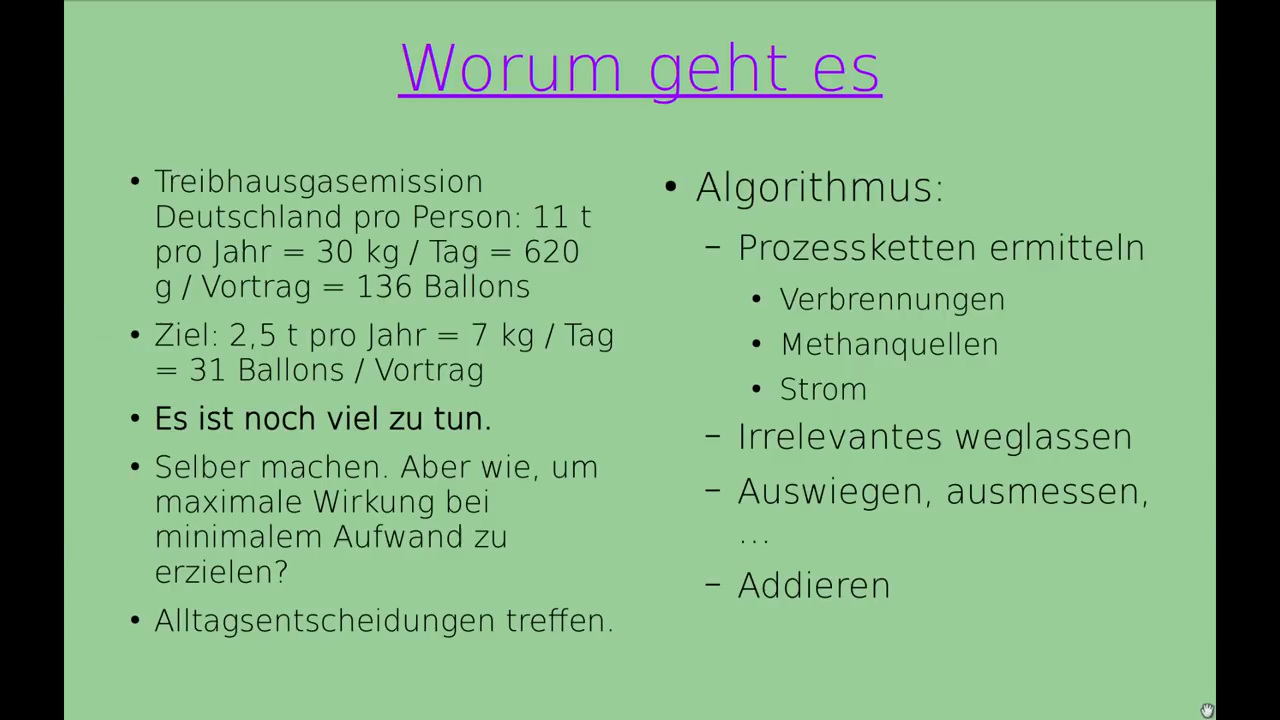 Worum geht es
• Treibhausgasemission
Deutschland pro Person: 11 t
pro Jahr = 30 kg / Tag = 620
g / Vortrag = 136 Ballons
• Ziel: 2,5 t pro Jahr = 7 kg / Tag
= 31 Ballons / Vortrag
• Es ist noch viel zu tun.
• Selber machen. Aber wie, um
maximale Wirkung bei
minimalem Aufwand zu
erzielen?
• Alltagsentscheidungen treffen.
• Algorithmus:
– Prozessketten ermitteln
• Verbrennungen
• Methanquellen
• Strom
– Irrelevantes weglassen
– Auswiegen, ausmessen,
...
– Addieren